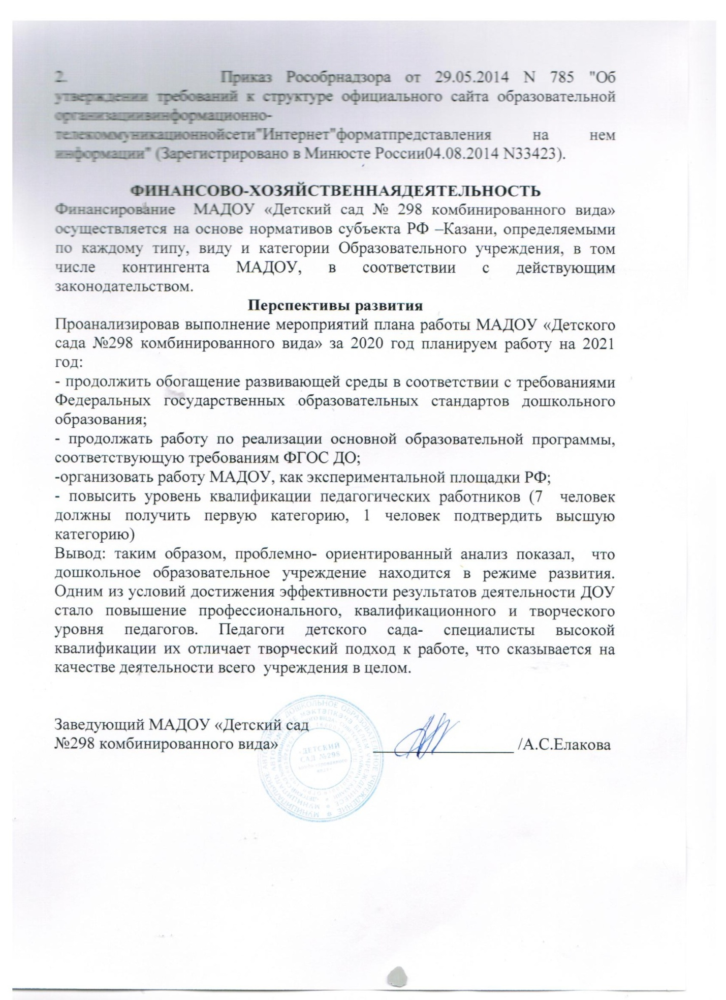 2. Приказ Рособрнадзора от 29.05.2014 N 785 "Об
утверждении требований к структуре официального сайта образовательной
организациивинформационно-
телекоммуникационнойсети"Интернет"форматпредставления на нем
информации" (Зарегистрировано в Минюсте России04.08.2014 N33423).
ФИНАНСОВО-ХОЗЯЙСТВЕННАЯДЕЯТЕЛЬНОСТЬ
Финансирование МАДОУ «Детский сад № 298 комбинированного вида»
осуществляется на основе нормативов субъекта РФ –Казани, определяемыми
по каждому типу, виду и категории Образовательного учреждения, в том
числе контингента МАДОУ, в соответствии с действующим
законодательством.
Перспективы развития
Проанализировав выполнение мероприятий плана работы МАДОУ «Детского
сада №298 комбинированного вида» за 2020 год планируем работу на 2021
год:
- продолжить обогащение развивающей среды в соответствии с требованиями
Федеральных государственных образовательных стандартов дошкольного
образования;
- продолжать работу по реализации основной образовательной программы,
соответствующую требованиям ФГОС ДО;
-организовать работу МАДОУ, как экспериментальной площадки РФ;
- повысить уровень квалификации педагогических работников (7 человек
должны получить первую категорию, 1 человек подтвердить высшую
категорию)
Вывод: таким образом, проблемно- ориентированный анализ показал, что
дошкольное образовательное учреждение находится в режиме развития.
Одним из условий достижения эффективности результатов деятельности ДОУ
стало повышение профессионального, квалификационного и творческого
уровня педагогов. Педагоги детского сада- специалисты высокой
квалификации их отличает творческий подход к работе, что сказывается на
качестве деятельности всего учреждения в целом.
Заведующий МАДОУ «Детский сад
№298 комбинированного вида» /А.С.Елакова
МУНИЦИПАЛЬНОЕ АВТОНОМНОЕ ДОШКОЛЬНОЕ ОБРАЗОВАТЕЛЬНОЕ УЧРЕЖДЕНИЕ
«ДЕТСКИЙ
САД №298
комбинированного
вида»